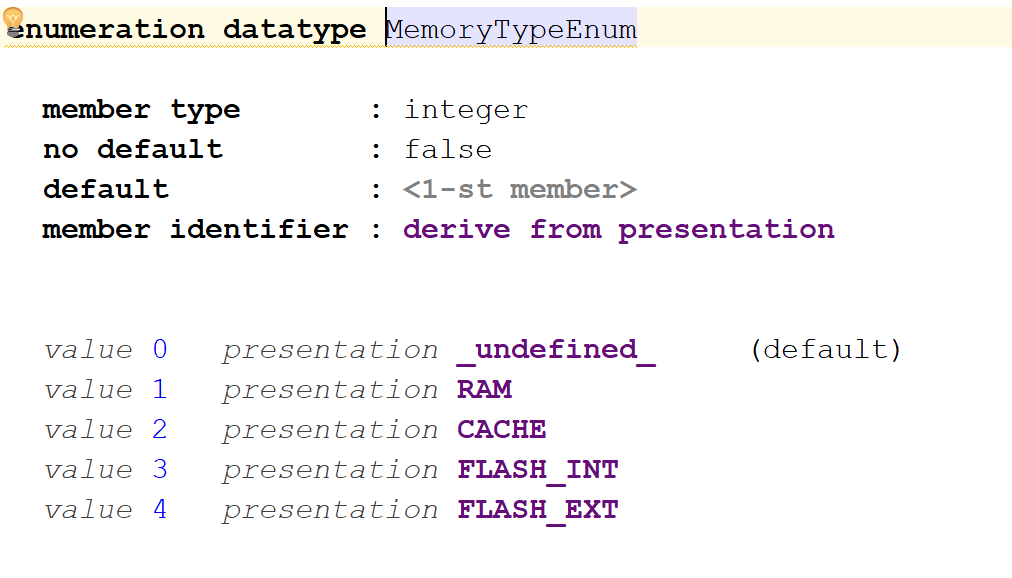 enumeration datatype MemoryTypeEnum
member type : integer
no default : false
default : <1-st member>
member identifier : derive from presentation
value 0 presentation _undefined_ (default)
value 1 presentation RAM
value 2 presentation CACHE
value 3 presentation FLASH_INT
value 4 presentation FLASH_EXT